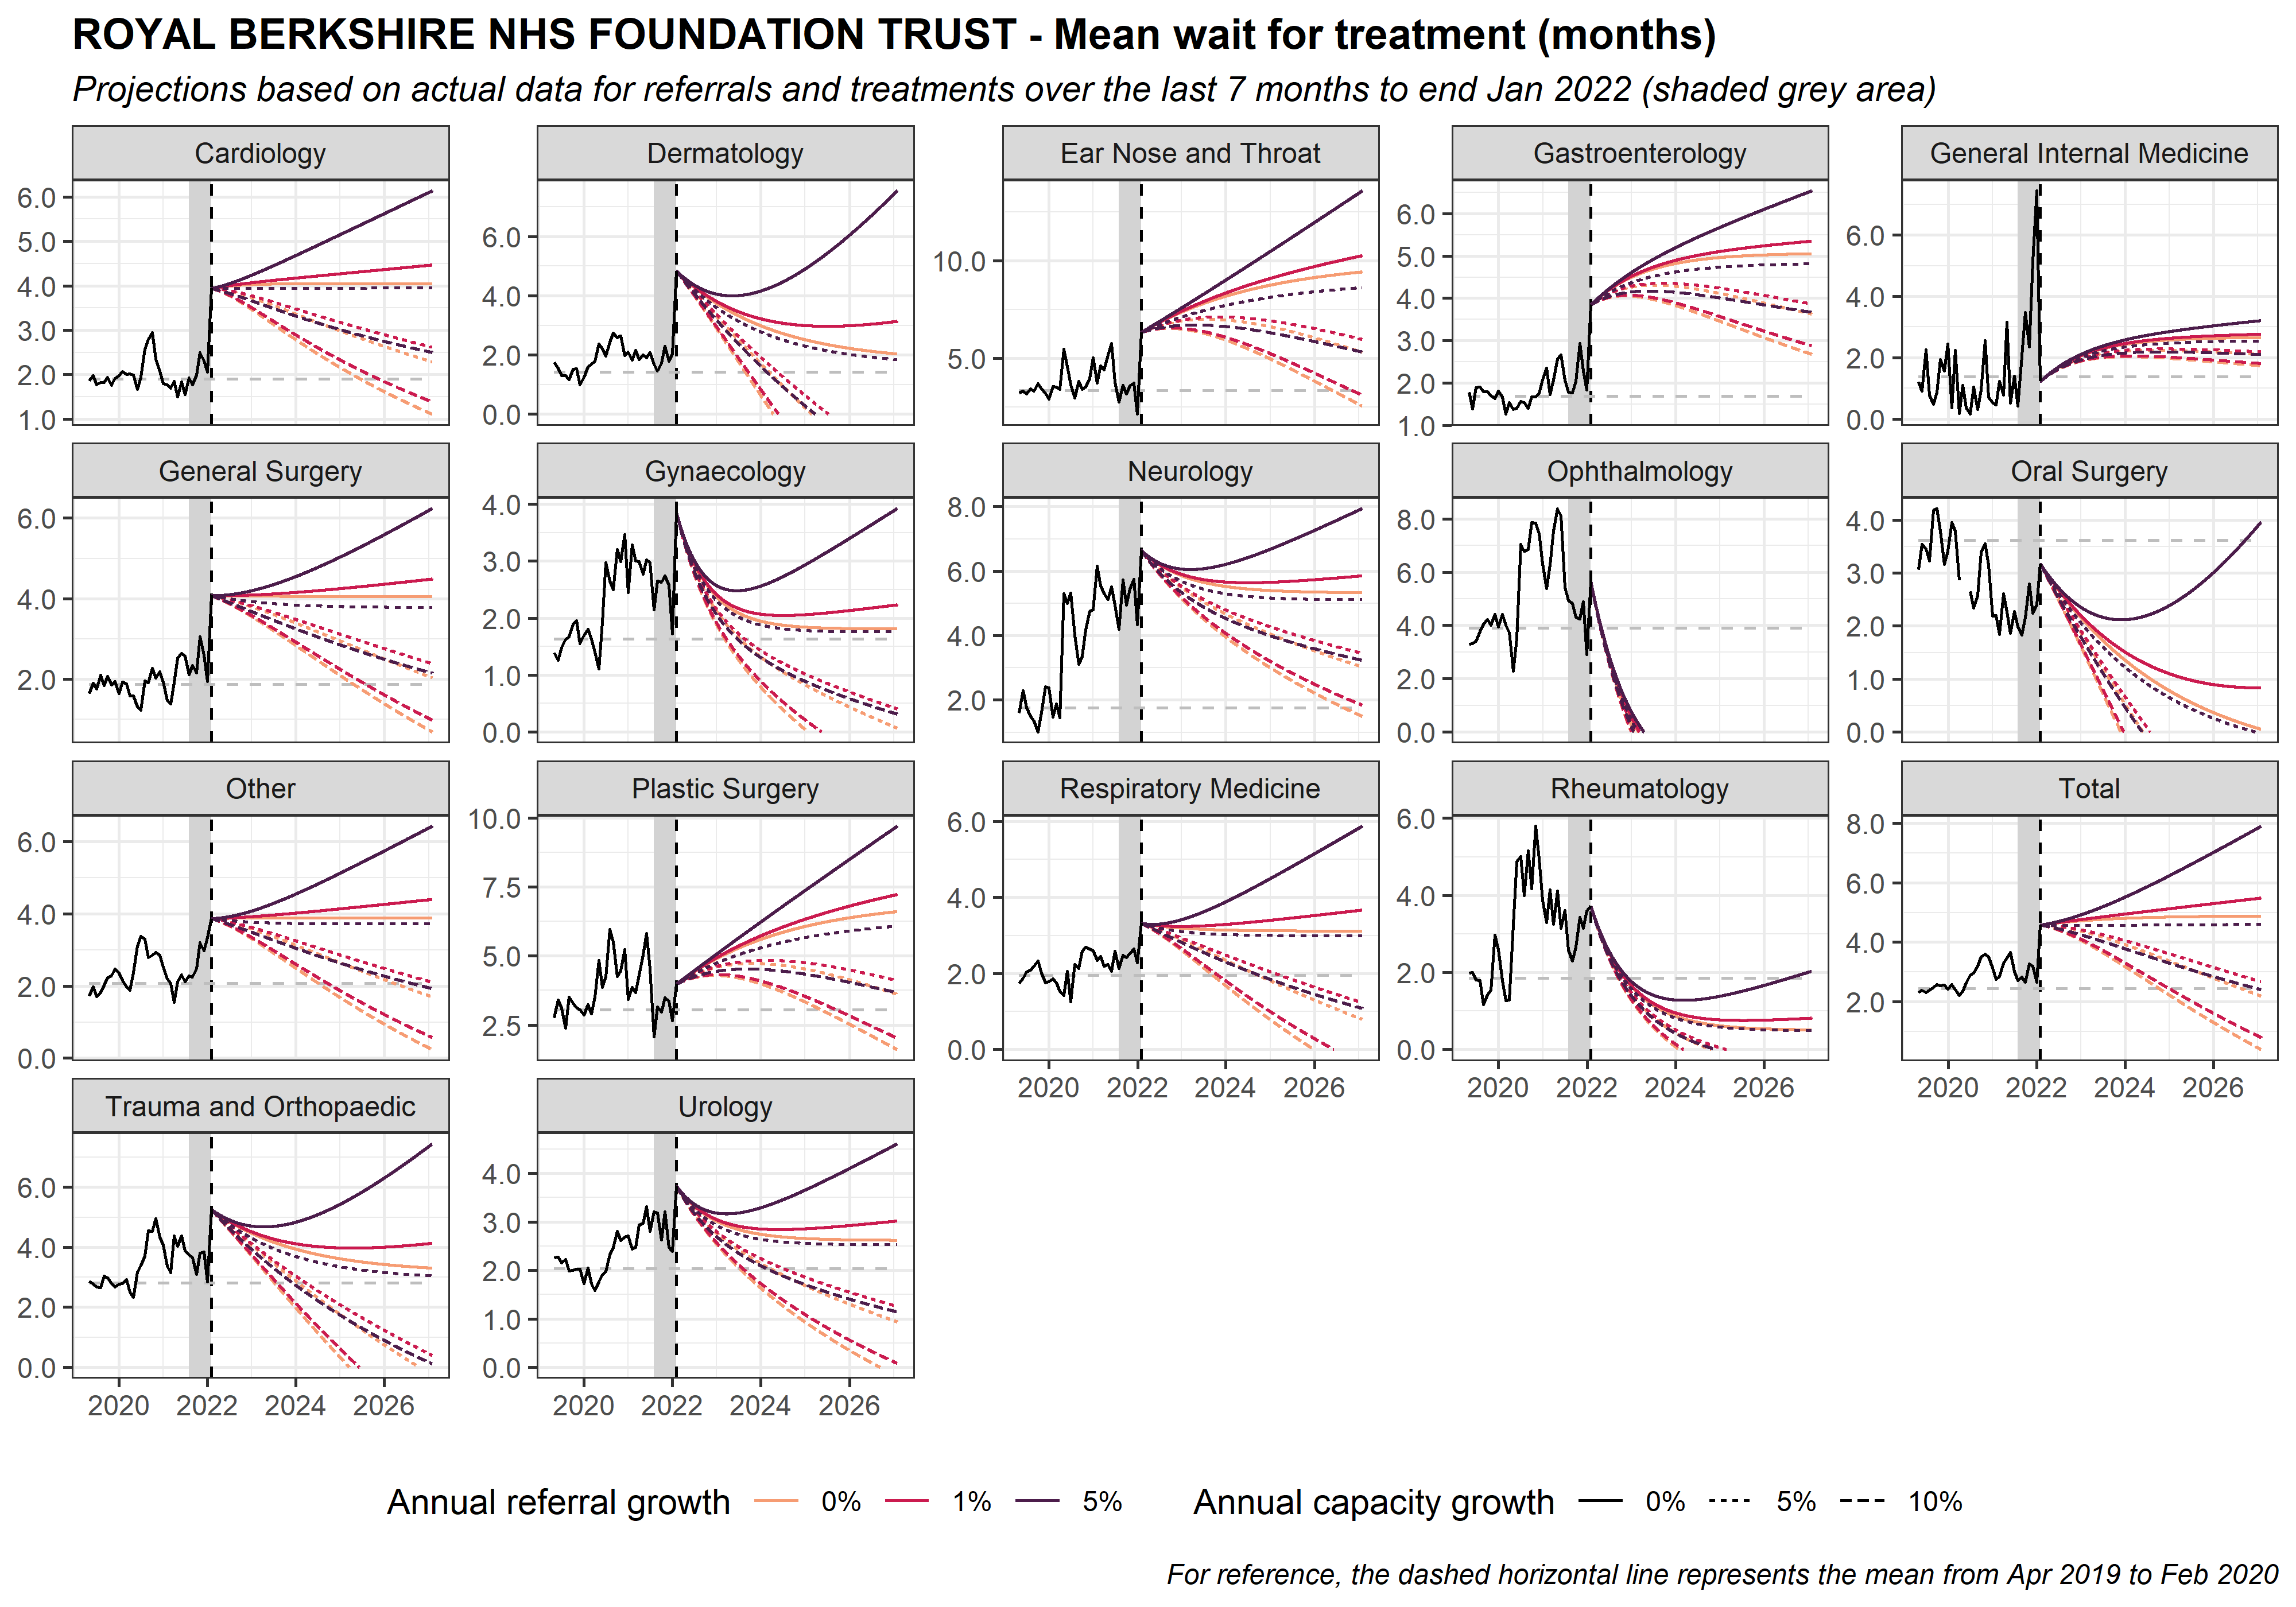 ROYAL BERKSHIRE NHS FOUNDATION TRUST - Mean wait for treatment (months)
Projections based on actual data for referrals and treatments over the last 7 months to end Jan 2022 (shaded grey area)
Cardiology
6.0
5.0
4.0
3.0
2.0
1.0
Dermatology
6.0
4.0
2.0
0.0
Ear Nose and Throat
10.0
5.0
Gastroenterology
6.0
5.0
4.0
3.0
2.0
1.0
General Internal Medicine
6.0
4.0
2.0
0.0
General Surgery
6.0
4.0
2.0
Gynaecology
4.0
3.0
2.0
1.0
0.0
Neurology
8.0
6.0
4.0
2.0
Ophthalmology
8.0
6.0
4.0
2.0
0.0
Oral Surgery
4.0
3.0
2.0
1.0
0.0
Other
6.0
4.0
2.0
0.0
Plastic Surgery
10.0
7.5
5.0
2.5
Respiratory Medicine
6.0
4.0
2.0
0.0
2020 2022 2024 2026
Rheumatology
6.0
4.0
2.0
0.0
2020 2022 2024 2026
Total
8.0
6.0
4.0
2.0
2020 2022 2024 2026
Trauma and Orthopaedic
6.0
4.0
2.0
0.0
2020 2022 2024 2026
Urology
4.0
3.0
2.0
1.0
0.0
2020 2022 2024 2026
Annual referral growth 0% 1% 5% Annual capacity growth 0% 5% 10%
For reference, the dashed horizontal line represents the mean from Apr 2019 to Feb 2020